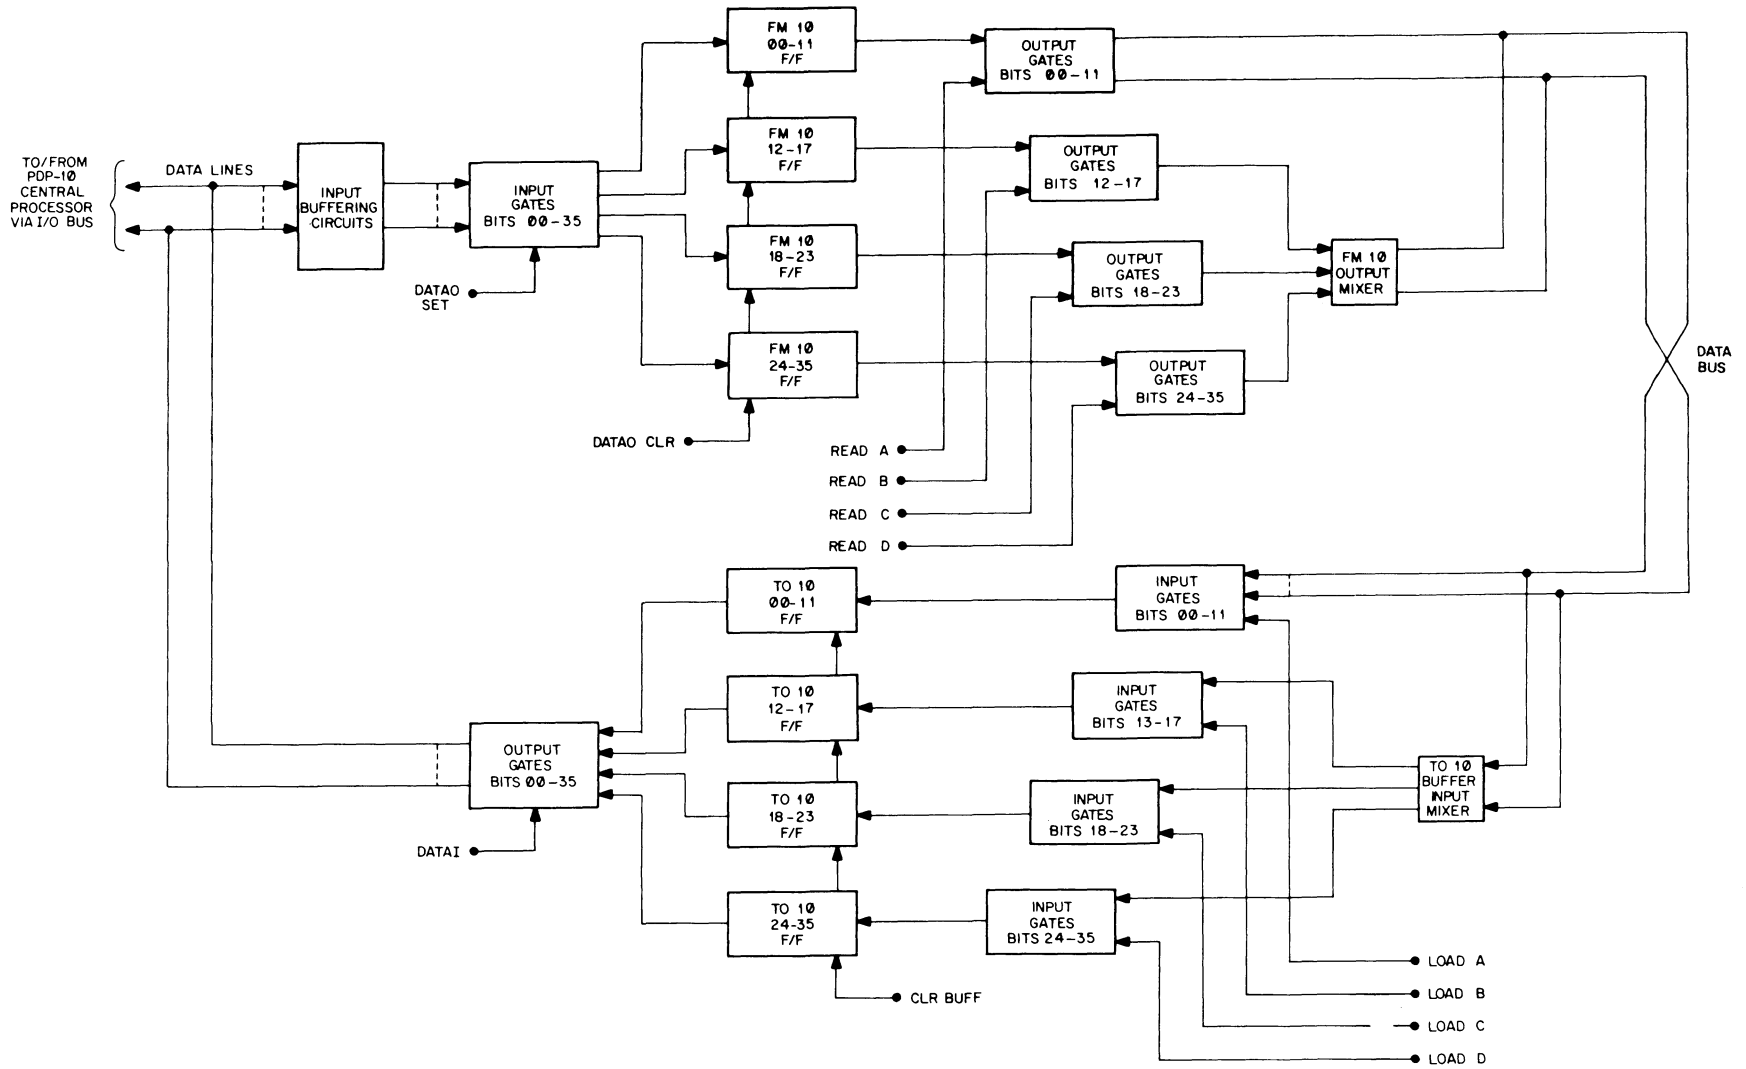 FM 10
00-11
F/F
OUTPUT
GATES
BITS 00-11
FM 10
12-17
F/F
OUTPUT
GATES
BITS 12-17
TO/FROM
PDP-10
CENTRAL
PROCESSOR
VIA I/O BUS
DATA LINES
INPUT
BUFFERING
CIRCUITS
INPUT
GATES
BITS 00-35
DATAO
SET
FM 10
18-23
F/F
OUTPUT
GATES
BITS 18-23
FM 10
OUTPUT
MIXER
FM 10
24-35
F/F
OUTPUT
GATES
BITS 24-35
DATA
BUS
DATAO CLR
READ A
READ B
READ C
READ D
TO 10
00-11
F/F
INPUT
GATES
BITS 00-11
TO 10
12-17
F/F
INPUT
GATES
BITS 13-17
OUTPUT
GATES
BITS 00-35
DATAI
TO 10
18-23
F/F
INPUT
GATES
BITS 18-23
TO 10
BUFFER
INPUT
MIXER
TO 10
24-35
F/F
INPUT
GATES
BITS 24-35
CLR BUFF
LOAD A
LOAD B
LOAD C
LOAD D